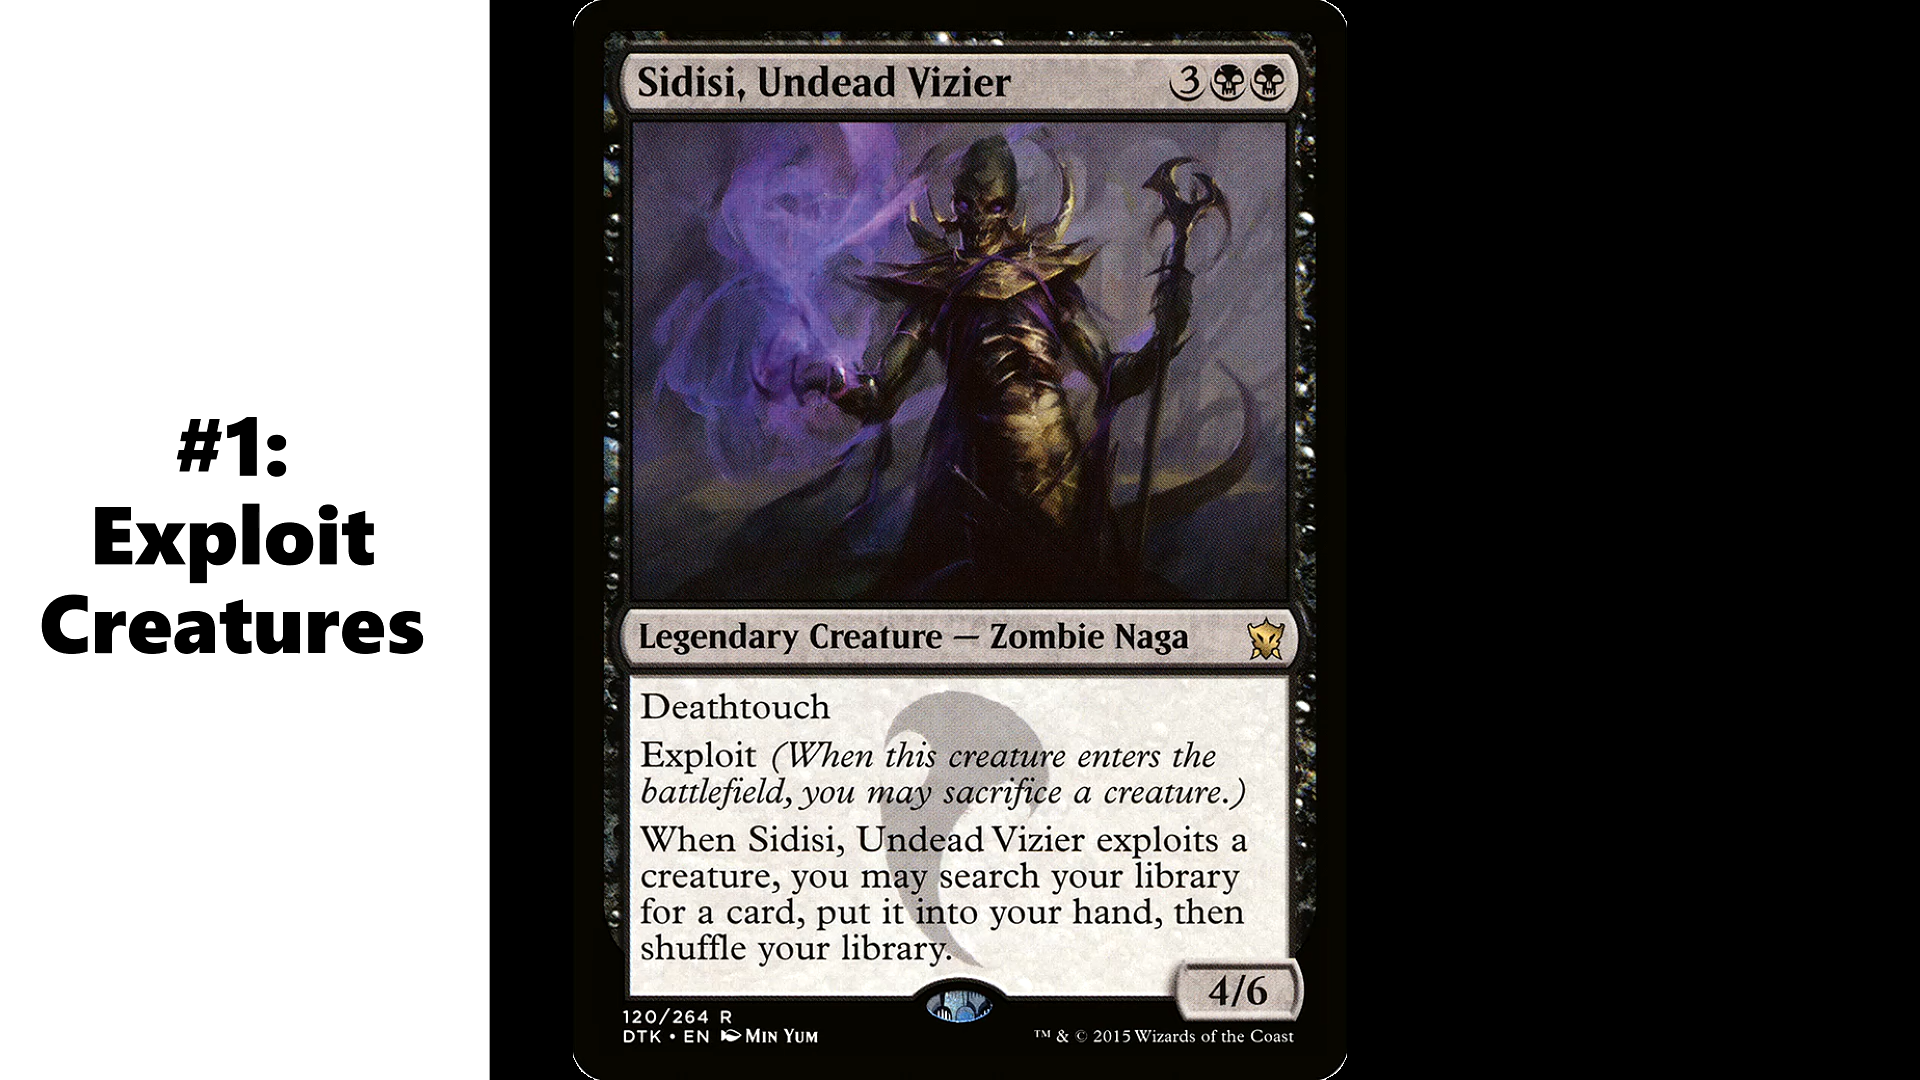 #1:
Exploit
Creatures
Sidisi, Undead Vizier 3
Legendary Creature — Zombie Naga
Deathtouch
Exploit (When this creature enters the
battlefield, you may sacrifice a creature.)
When Sidisi, Undead Vizier exploits a
creature, you may search your library
for a card, put it into your hand, then
shuffle your library.
4/6
120/264 R
DTK • EN Min Yum
™ & © 2015 Wizards of the Coast